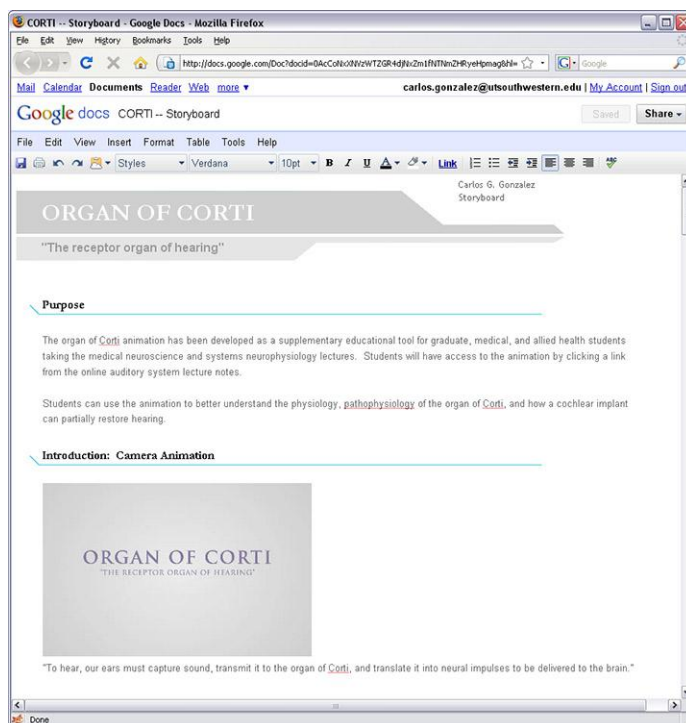 CORTI -- Storyboard - Google Docs - Mozilla Firefox
File Edit View History Bookmarks Tools Help
http://docs.google.com/Doc?docid=0AcCoNxXNVzWTZGR4djNxZm1fNTNmZHRyeHpmag&hl=
Google
Mail Calendar Documents Reader Web more ▼
carlos.gonzalez@utsouthwestern.edu | My Account | Sign out
Google docs CORTI -- Storyboard
Saved Share
File Edit View Insert Format Table Tools Help
Styles Verdana 10pt B I U A Link
Carlos G. Gonzalez
Storyboard
ORGAN OF CORTI
"The receptor organ of hearing"
Purpose
The organ of Corti animation has been developed as a supplementary educational tool for graduate, medical, and allied health students
taking the medical neuroscience and systems neurophysiology lectures. Students will have access to the animation by clicking a link
from the online auditory system lecture notes.
Students can use the animation to better understand the physiology, pathophysiology of the organ of Corti, and how a cochlear implant
can partially restore hearing.
Introduction: Camera Animation
ORGAN OF CORTI
"THE RECEPTOR ORGAN OF HEARING"
"To hear, our ears must capture sound, transmit it to the organ of Corti, and translate it into neural impulses to be delivered to the brain."
Done